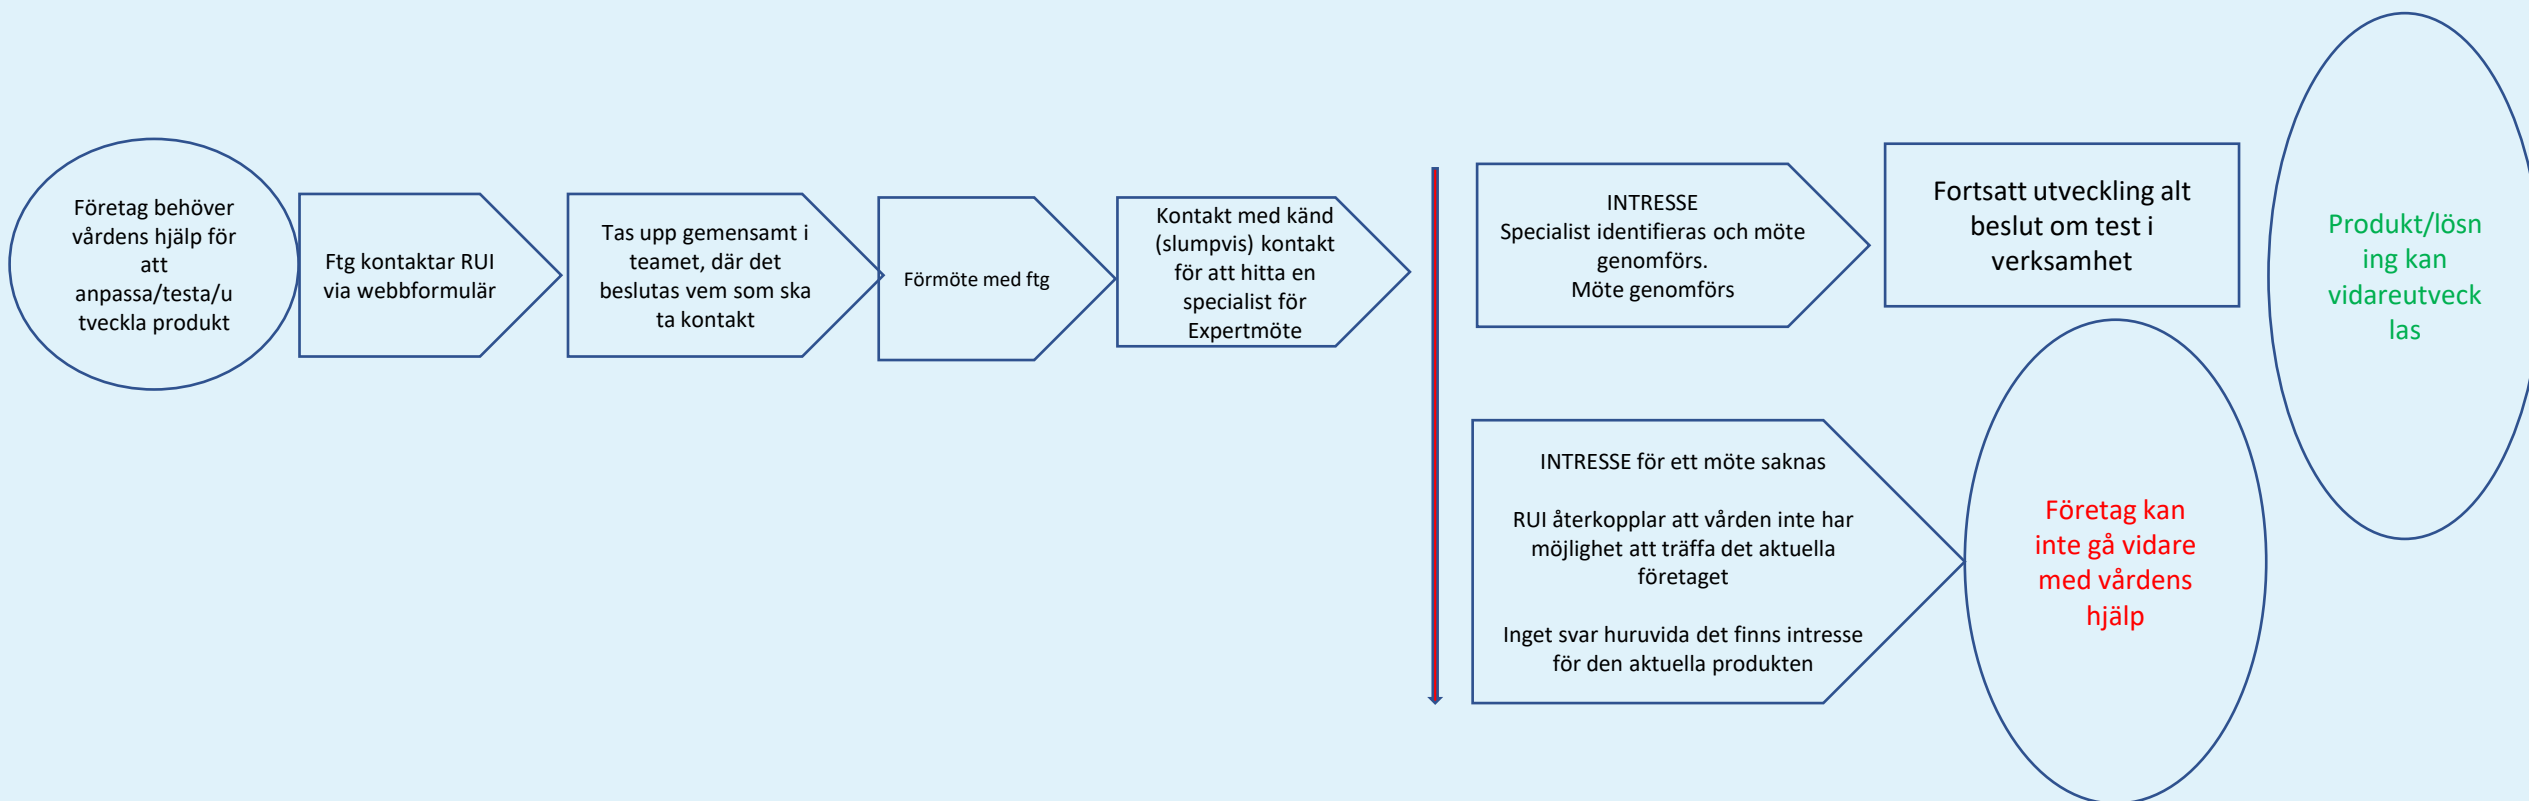 Företag behöver
vårdens hjälp för
att
anpassa/testa/u
tveckla produkt
Ftg kontaktar RUI
via webbformulär
Tas upp gemensamt i
teamet, där det
beslutas vem som ska
ta kontakt
Förmöte med ftg
Kontakt med känd
(slumpvis) kontakt
för att hitta en
specialist för
Expertmöte
INTRESSE
Specialist identifieras och möte
genomförs.
Möte genomförs
Fortsatt utveckling alt
beslut om test i
verksamhet
Produkt/lösn
ing kan
vidareutveck
las
INTRESSE för ett möte saknas
RUI återkopplar att vården inte har
möjlighet att träffa det aktuella
företaget
Inget svar huruvida det finns intresse
för den aktuella produkten
Företag kan
inte gå vidare
med vårdens
hjälp